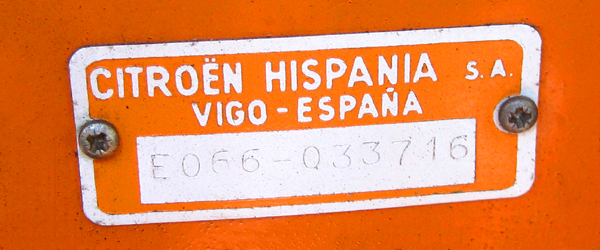 CITROËN HISPANIA S.A.
VIGO-ESPAÑA
E066-033716